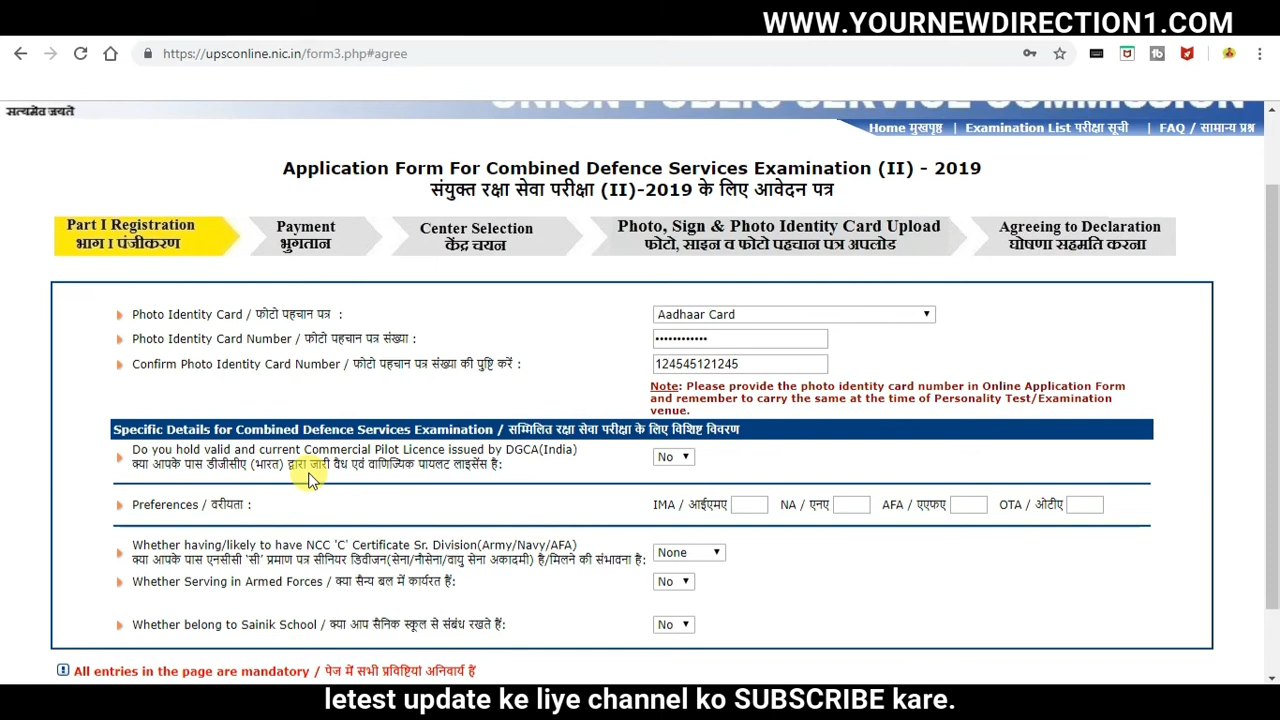 WWW.YOURNEWDIRECTION1.COM
https://upsconline.nic.in/form3.php#agree
सत्यमेव जयते
UNION PUBLIC SERVICE COMMISSION
Home मुखपृष्ठ | Examination List परीक्षा सूची | FAQ / सामान्य प्रश्न
Application Form For Combined Defence Services Examination (II) - 2019
संयुक्त रक्षा सेवा परीक्षा (II)-2019 के लिए आवेदन पत्र
Part I Registration
भाग I पंजीकरण
Payment
भुगतान
Center Selection
केंद्र चयन
Photo, Sign & Photo Identity Card Upload
फोटो, साइन व फोटो पहचान पत्र अपलोड
Agreeing to Declaration
घोषणा सहमति करना
Photo Identity Card / फोटो पहचान पत्र : Aadhaar Card
Photo Identity Card Number / फोटो पहचान पत्र संख्या : ••••••••••••
Confirm Photo Identity Card Number / फोटो पहचान पत्र संख्या की पुष्टि करें : 124545121245
Note: Please provide the photo identity card number in Online Application Form
and remember to carry the same at the time of Personality Test/Examination
venue.
Specific Details for Combined Defence Services Examination / सम्मिलित रक्षा सेवा परीक्षा के लिए विशिष्ट विवरण
Do you hold valid and current Commercial Pilot Licence issued by DGCA(India)
क्या आपके पास डीजीसीए (भारत) द्वारा जारी वैध एवं वाणिज्यिक पायलट लाइसेंस है: No
Preferences / वरीयता : IMA / आईएमए NA / एनए AFA / एएफए OTA / ओटीए
Whether having/likely to have NCC 'C' Certificate Sr. Division(Army/Navy/AFA)
क्या आपके पास एनसीसी 'सी' प्रमाण पत्र सीनियर डिवीजन(सेना/नौसेना/वायु सेना अकादमी) है/मिलने की संभावना है: None
Whether Serving in Armed Forces / क्या सैन्य बल में कार्यरत हैं: No
Whether belong to Sainik School / क्या आप सैनिक स्कूल से संबंध रखते हैं: No
All entries in the page are mandatory / पेज में सभी प्रविष्टियां अनिवार्य हैं
letest update ke liye channel ko SUBSCRIBE kare.